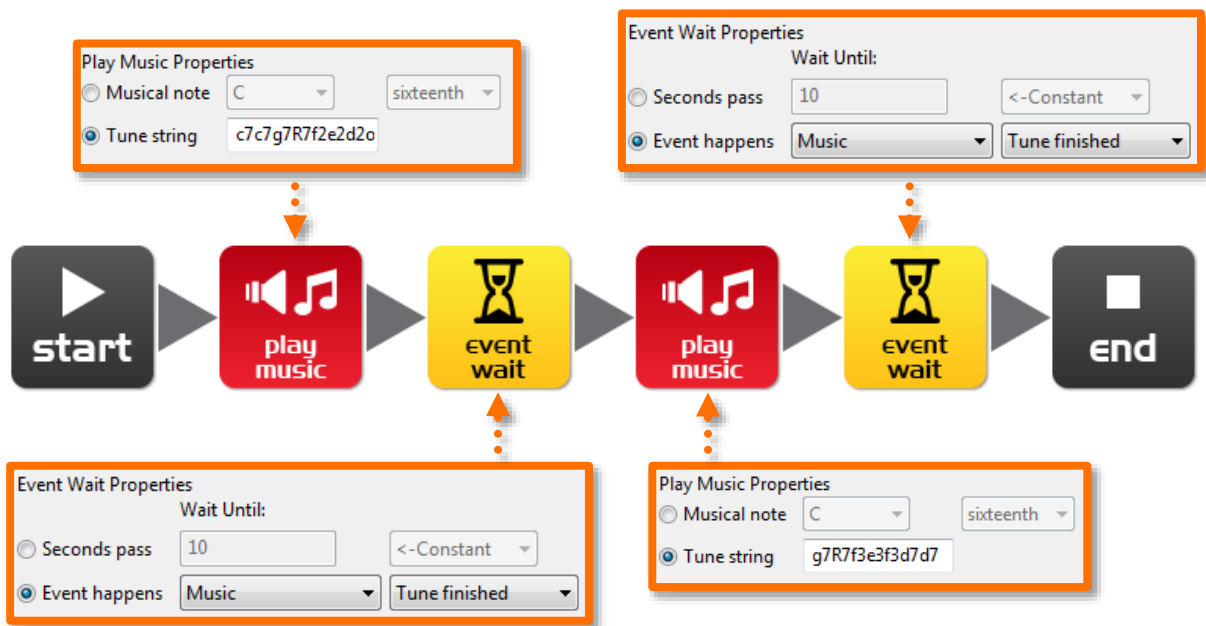 Play Music Properties
Musical note C sixteenth
Tune string c7c7g7R7f2e2d2o
Event Wait Properties
Wait Until:
Seconds pass 10 <-Constant
Event happens Music Tune finished
start
play
music
event
wait
play
music
event
wait
end
Event Wait Properties
Wait Until:
Seconds pass 10 <-Constant
Event happens Music Tune finished
Play Music Properties
Musical note C sixteenth
Tune string g7R7f3e3f3d7d7